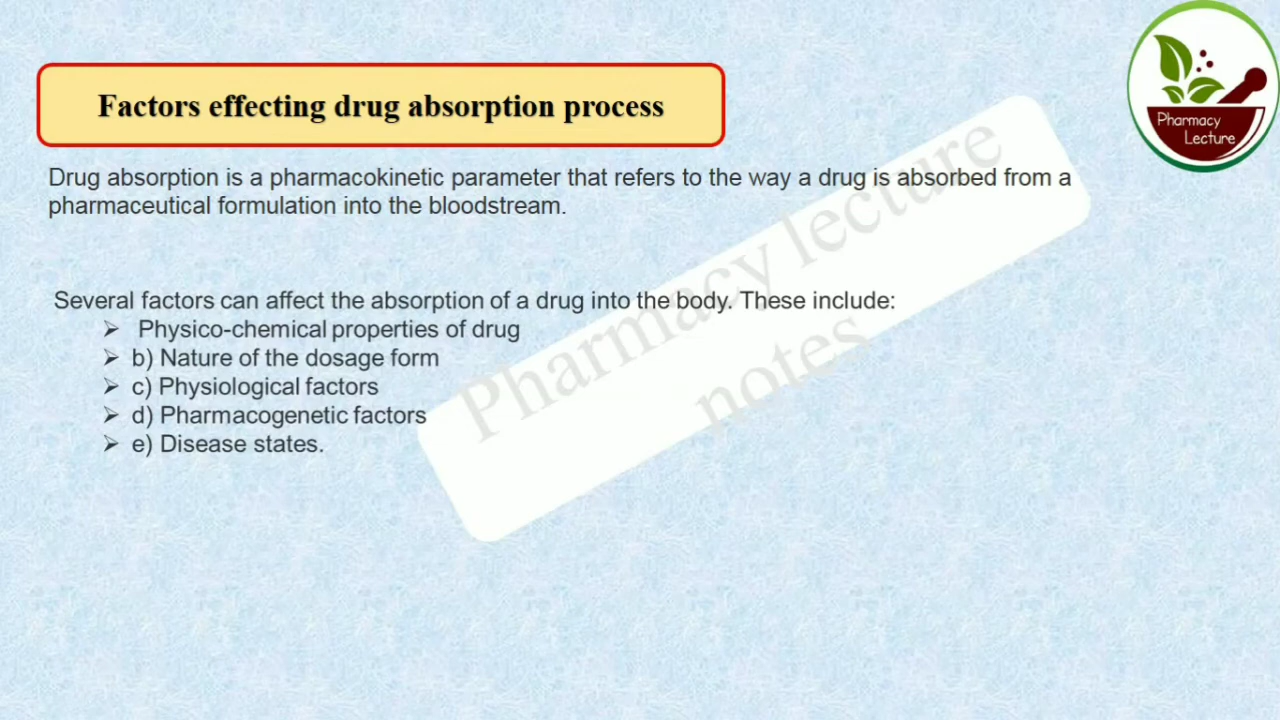 Factors effecting drug absorption process
Pharmacy
Lecture
Drug absorption is a pharmacokinetic parameter that refers to the way a drug is absorbed from a
pharmaceutical formulation into the bloodstream.
Several factors can affect the absorption of a drug into the body. These include:
➢ Physico-chemical properties of drug
➢ b) Nature of the dosage form
➢ c) Physiological factors
➢ d) Pharmacogenetic factors
➢ e) Disease states.
Pharmacy lecture
notes